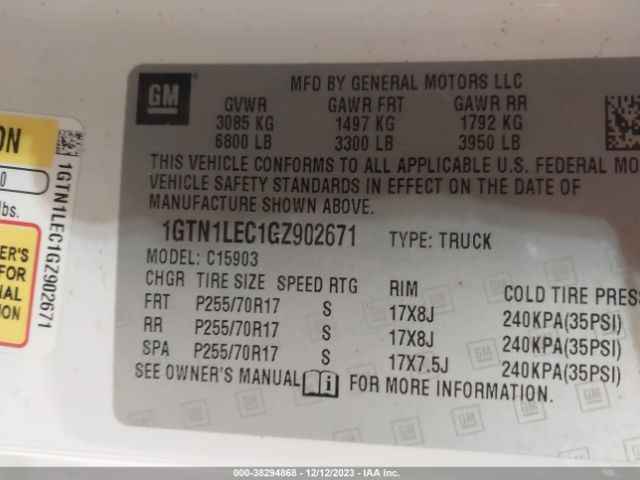 MFD BY GENERAL MOTORS LLC
GM
GVWR GAWR FRT GAWR RR
3085 KG 1497 KG 1792 KG
6800 LB 3300 LB 3950 LB
THIS VEHICLE CONFORMS TO ALL APPLICABLE U.S. FEDERAL
VEHICLE SAFETY STANDARDS IN EFFECT ON THE DATE OF
MANUFACTURE SHOWN ABOVE.
1GTN1LEC1GZ902671 TYPE: TRUCK
MODEL: C15903
CHGR TIRE SIZE SPEED RTG RIM COLD TIRE PRES
FRT P255/70R17 S 17X8J 240KPA(35PSI)
RR P255/70R17 S 17X8J 240KPA(35PSI)
SPA P255/70R17 S 17X7.5J 240KPA(35PSI)
SEE OWNER'S MANUAL i FOR MORE INFORMATION.
ON
0
lbs.
ER'S
FOR
NAL
ION
1GTN1LEC1GZ902671
000-38294868 - 12/12/2023 - IAA Inc.